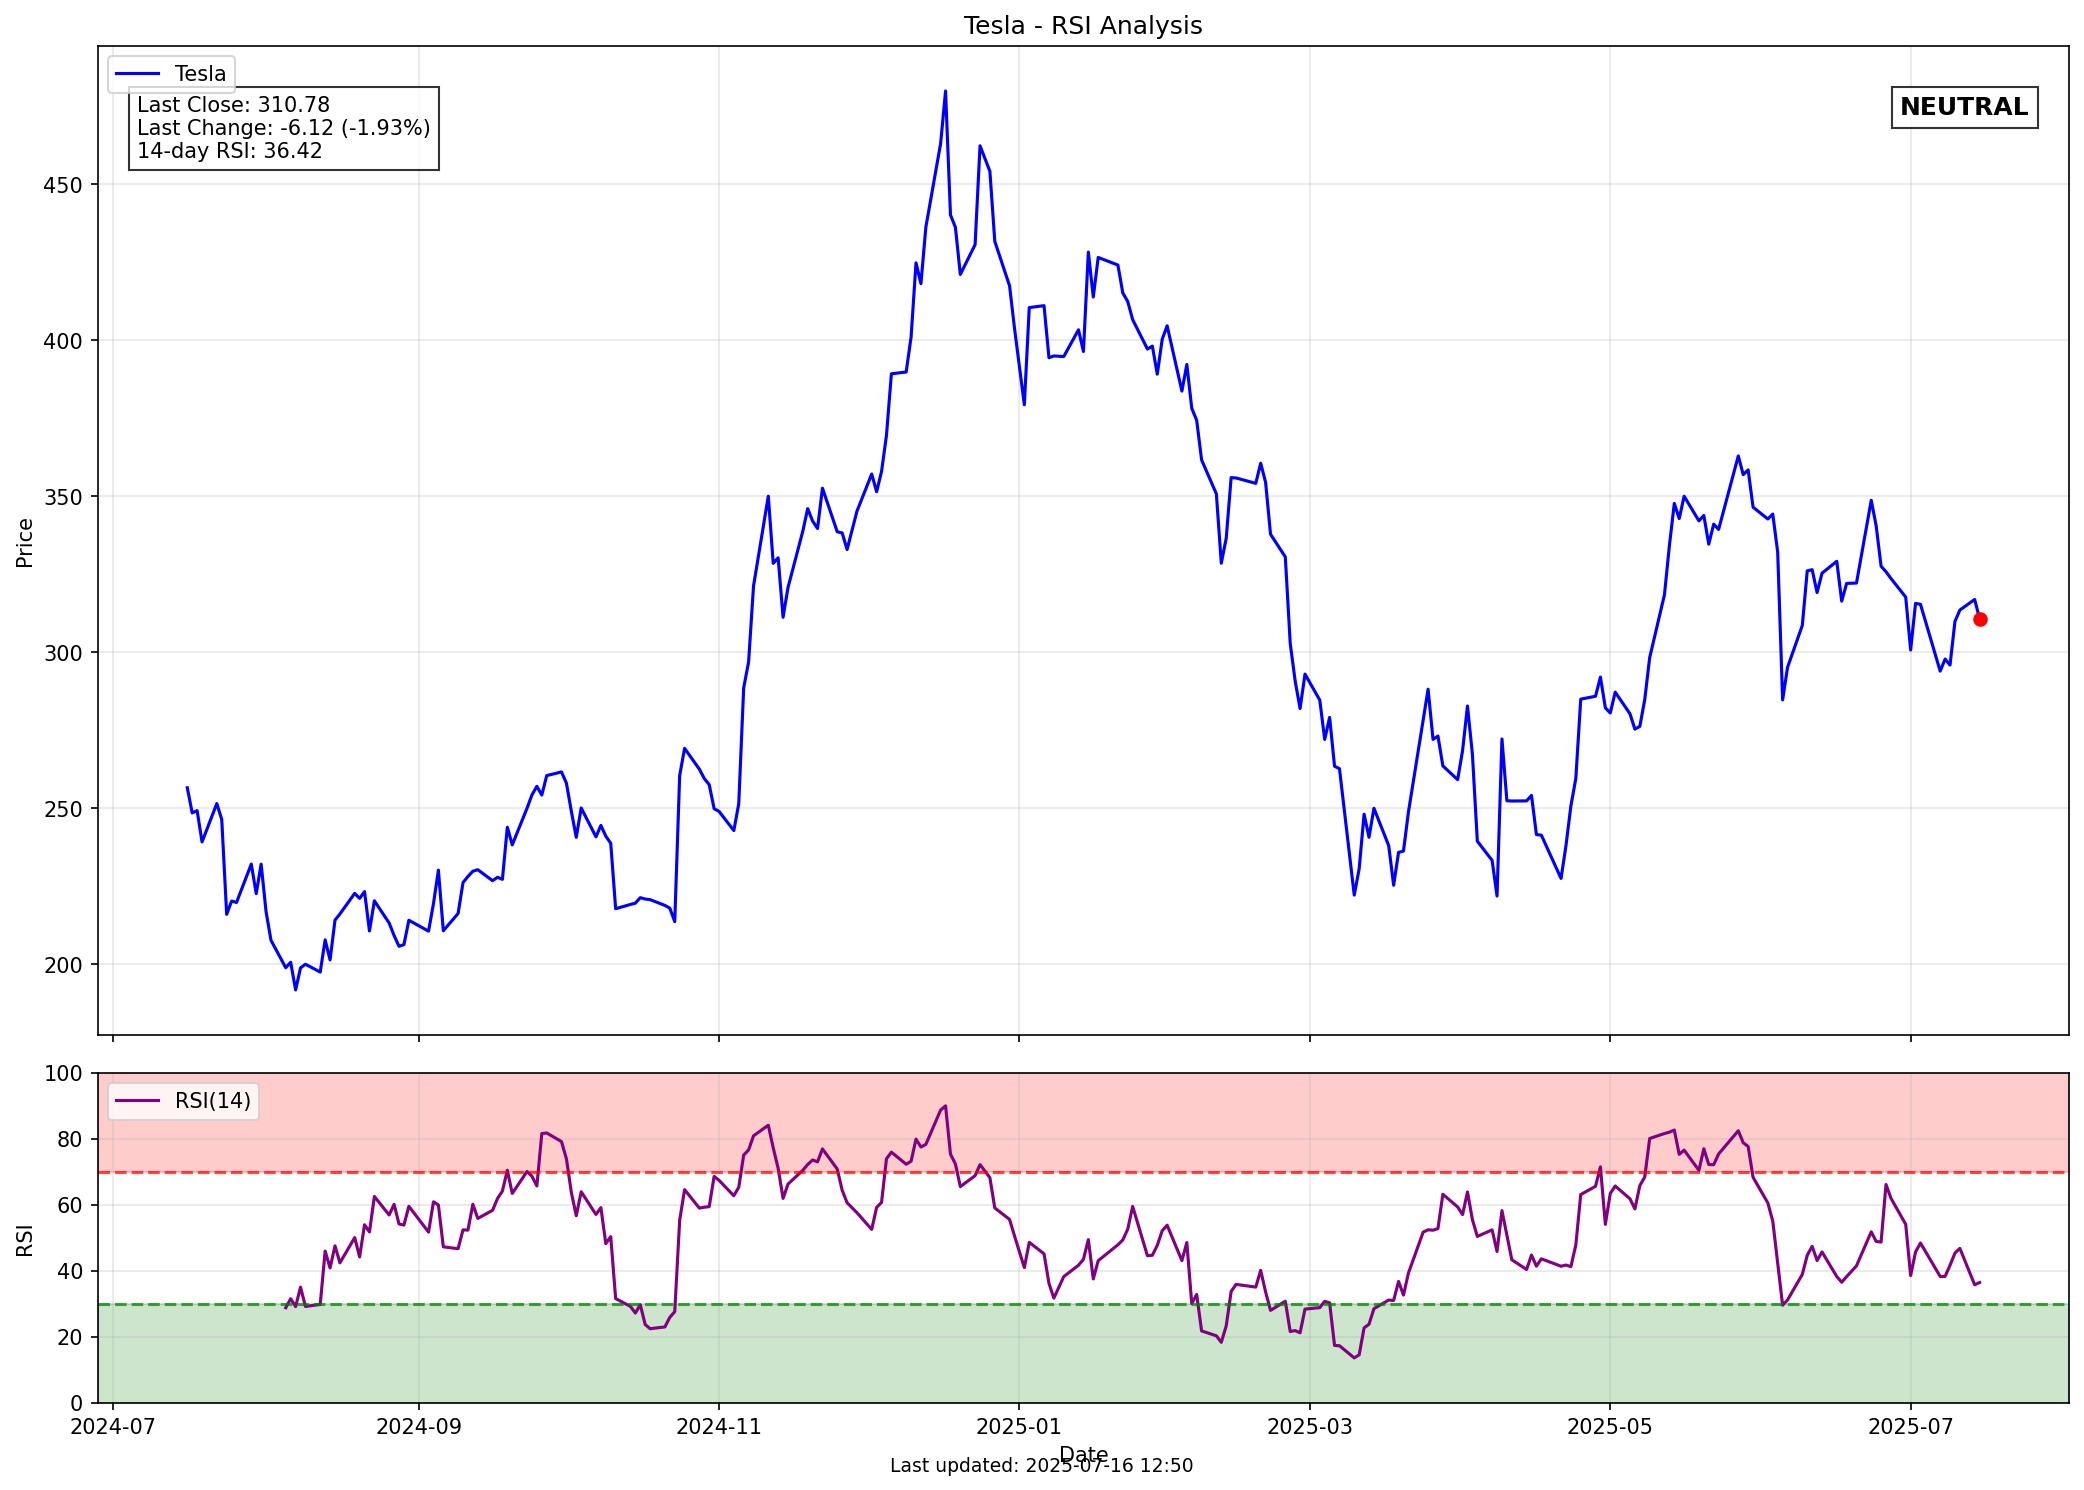 Tesla - RSI Analysis
Tesla
Last Close: 310.78
Last Change: -6.12 (-1.93%)
14-day RSI: 36.42
NEUTRAL
450
400
350
300
250
200
Price
100
80
60
40
20
0
RSI
RSI(14)
2024-07
2024-09
2024-11
2025-01
2025-03
2025-05
2025-07
Date
Last updated: 2025-07-16 12:50